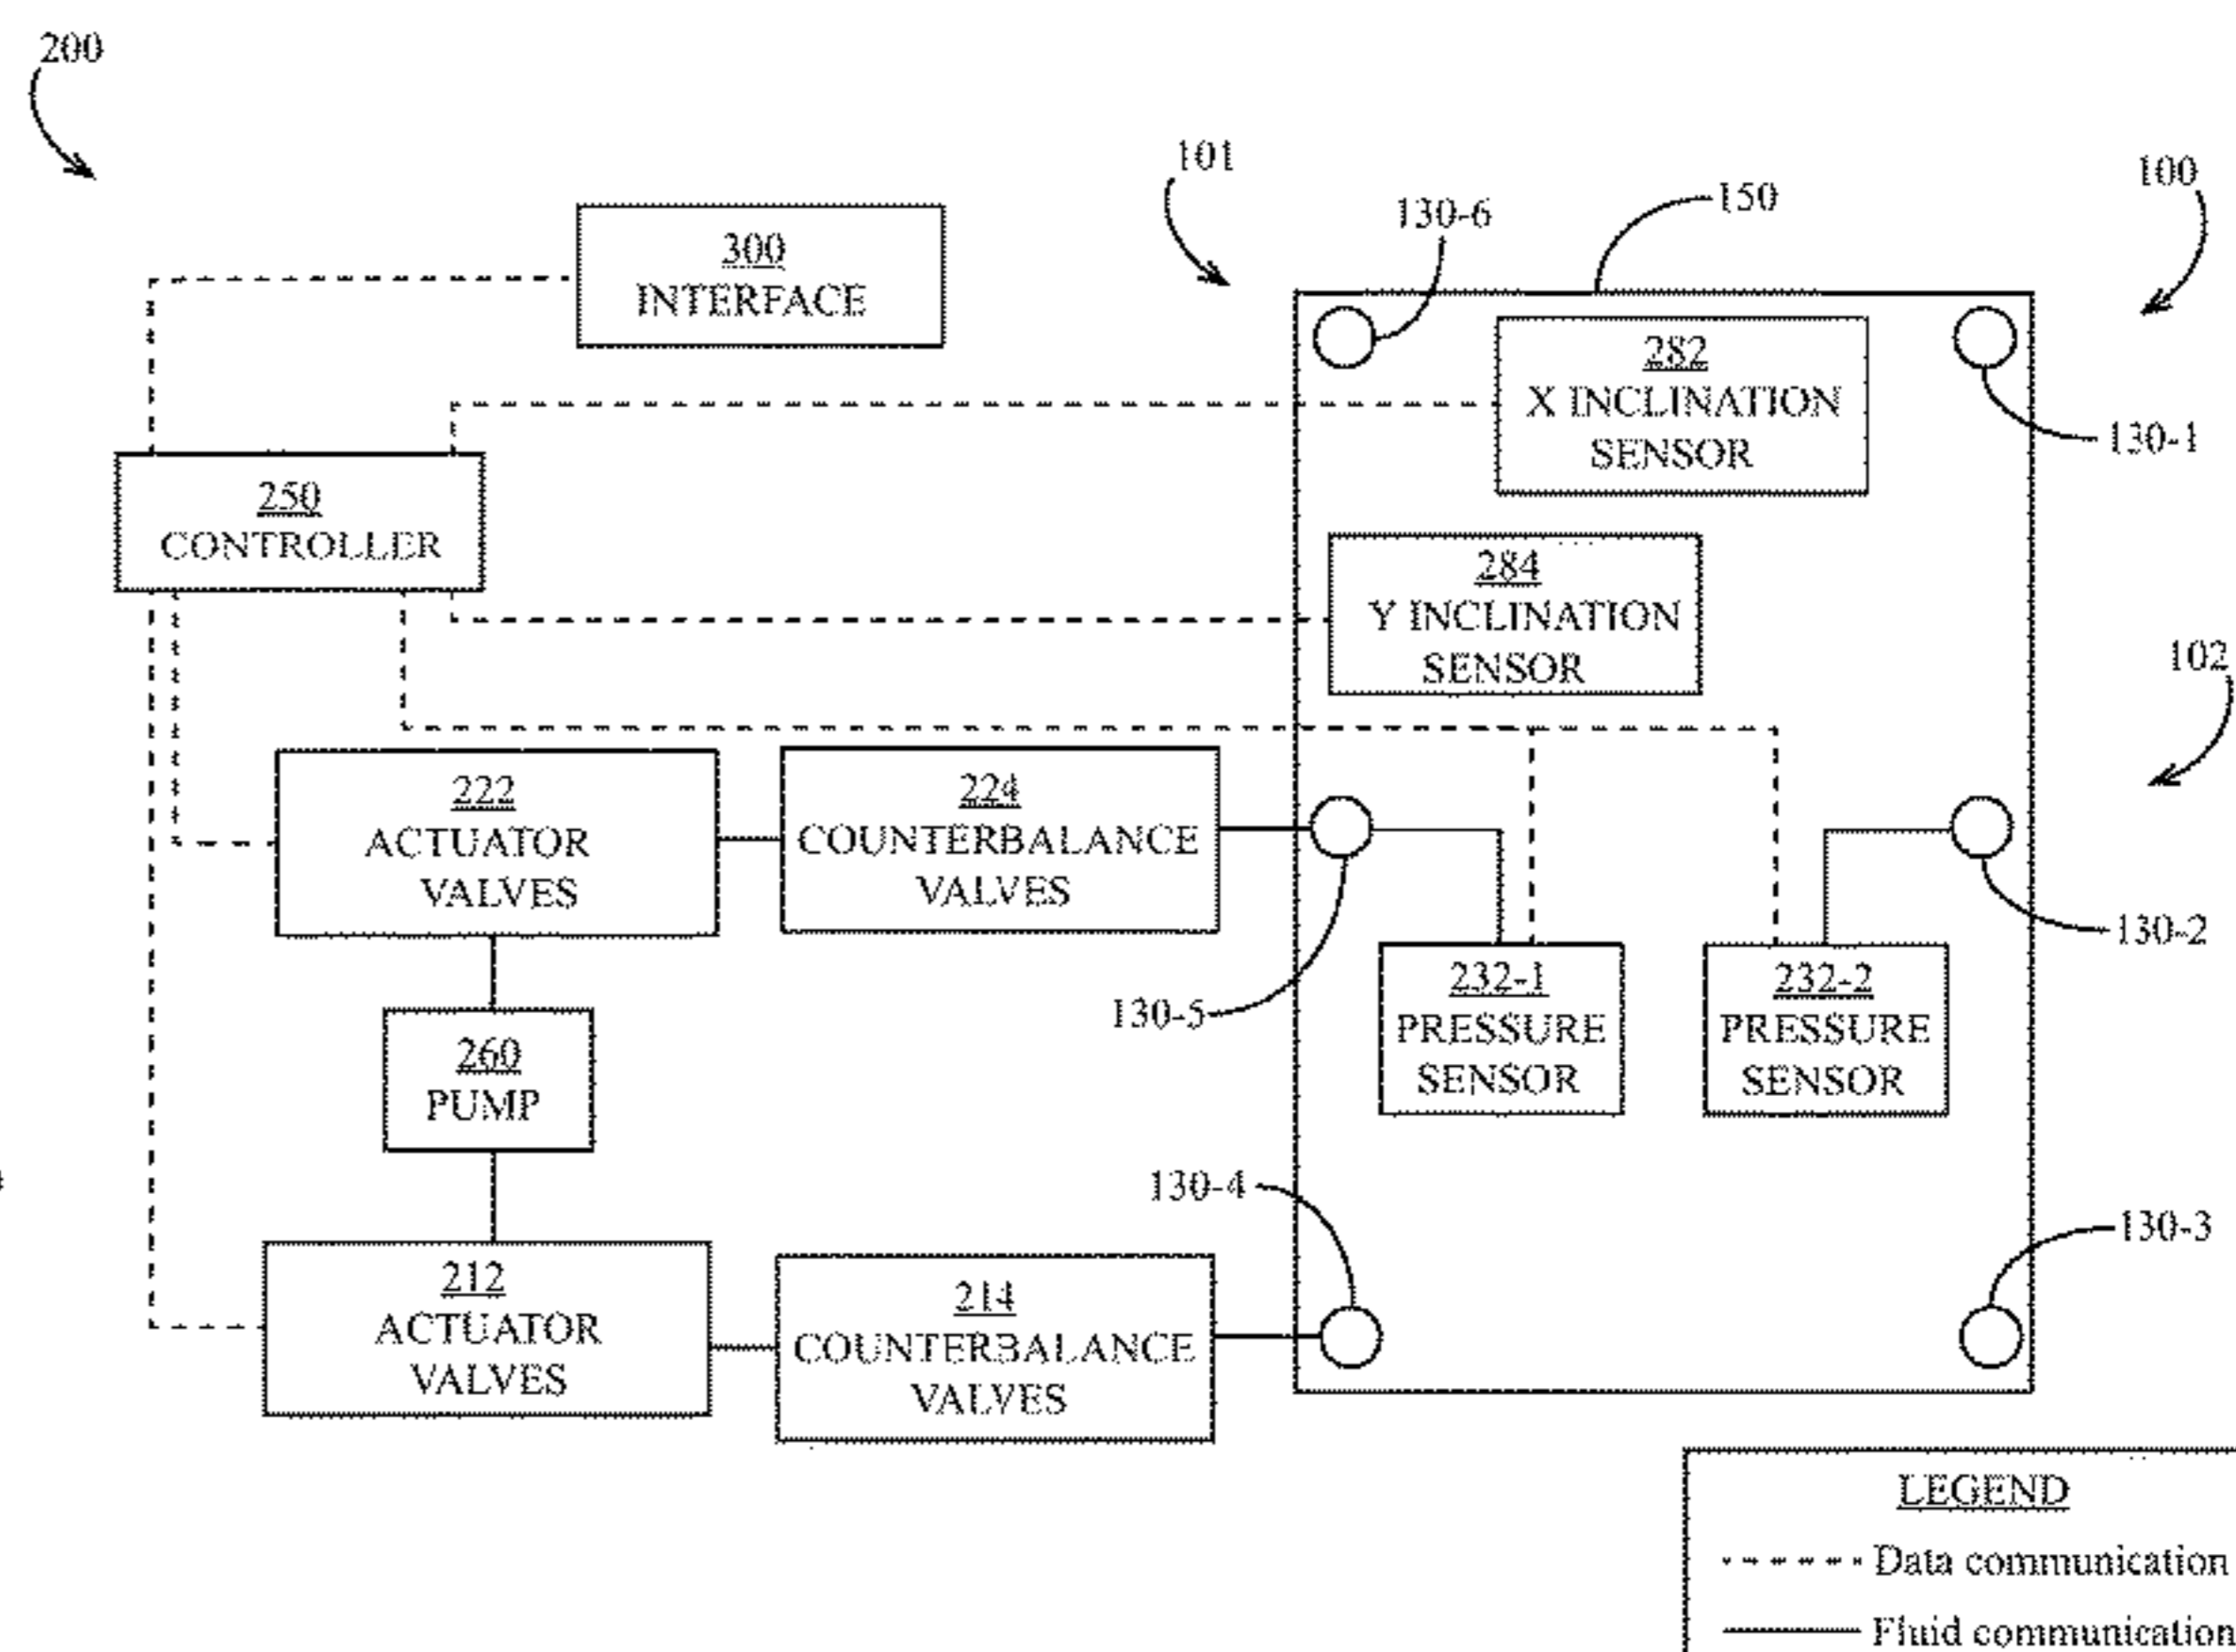 200
101
100
150
130-6
300
INTERFACE
282
X INCLINATION
SENSOR
130-1
250
CONTROLLER
284
Y INCLINATION
SENSOR
102
222
ACTUATOR
VALVES
224
COUNTERBALANCE
VALVES
130-2
130-5
232-1
PRESSURE
SENSOR
232-2
PRESSURE
SENSOR
260
PUMP
130-4
130-3
212
ACTUATOR
VALVES
214
COUNTERBALANCE
VALVES
LEGEND
Data communication
Fluid communication